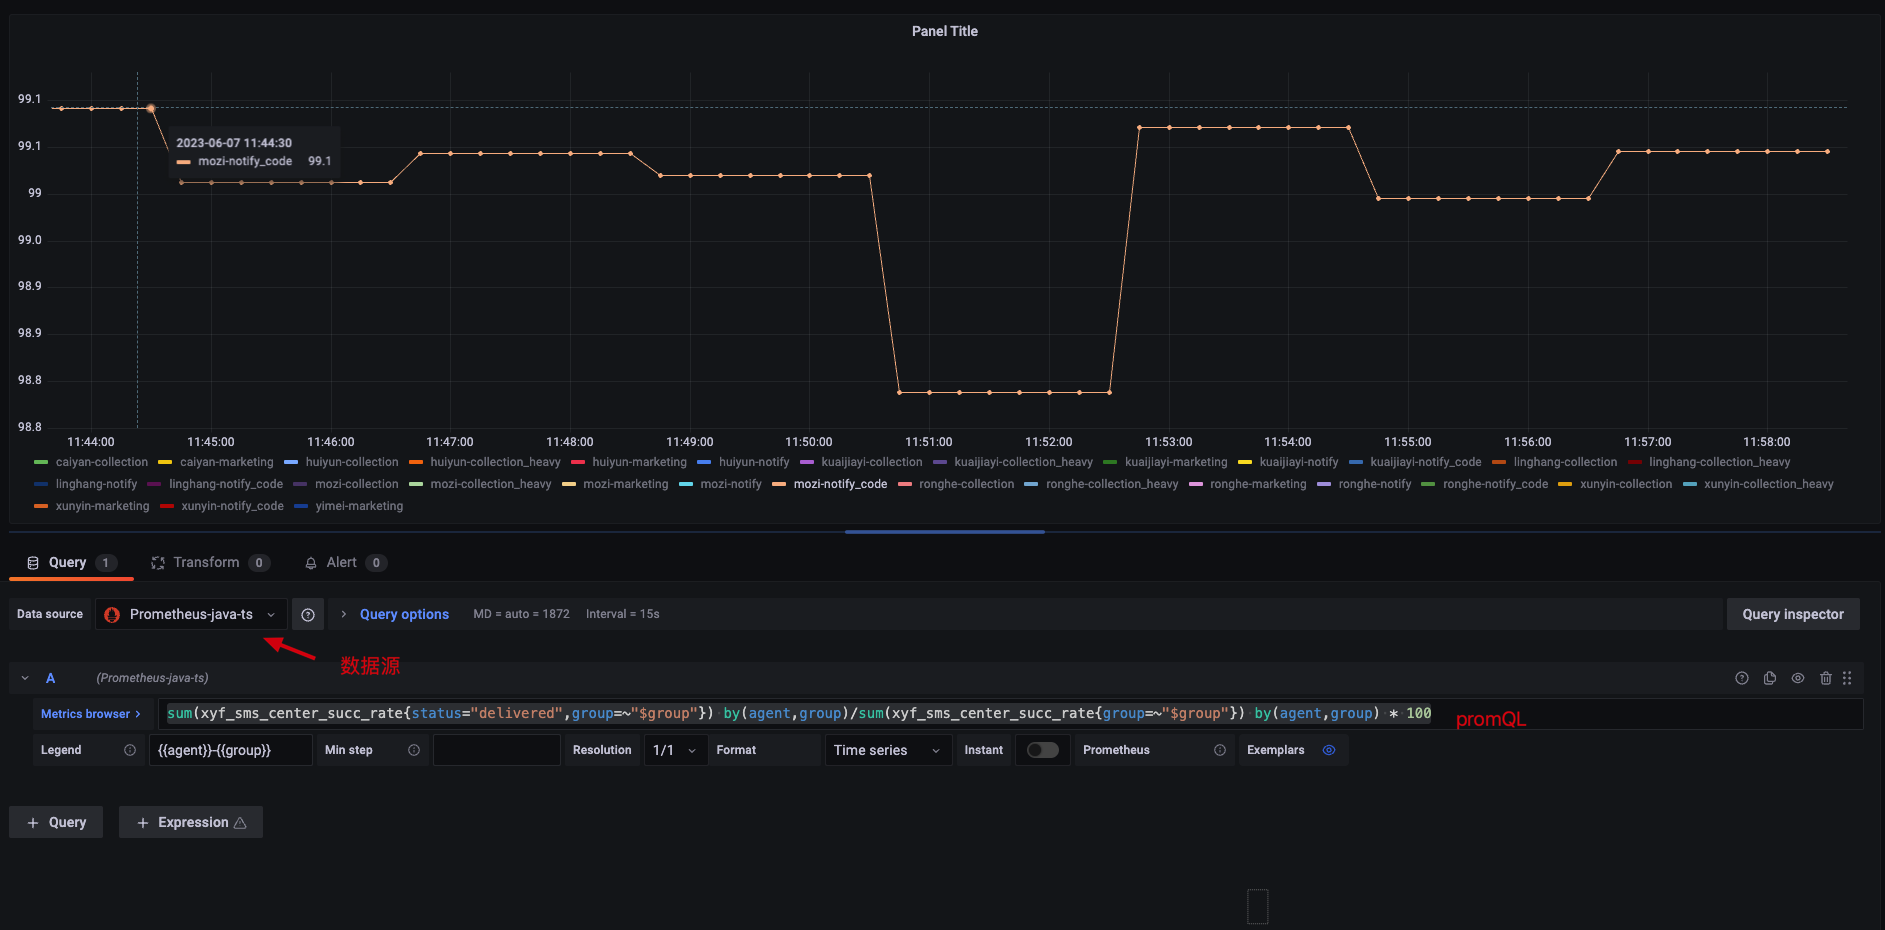 Panel Title
99.1
99.1
99
99.0
98.9
98.9
98.8
98.8
2023-06-07 11:44:30
mozi-notify_code 99.1
11:44:00 11:45:00 11:46:00 11:47:00 11:48:00 11:49:00 11:50:00 11:51:00 11:52:00 11:53:00 11:54:00 11:55:00 11:56:00 11:57:00 11:58:00
caiyan-collection caiyan-marketing huiyun-collection huiyun-collection_heavy huiyun-marketing huiyun-notify kuaijiayi-collection kuaijiayi-collection_heavy kuaijiayi-marketing kuaijiayi-notify kuaijiayi-notify_code linghang-collection linghang-collection_heavy
linghang-notify linghang-notify_code mozi-collection mozi-collection_heavy mozi-marketing mozi-notify mozi-notify_code ronghe-collection ronghe-collection_heavy ronghe-marketing ronghe-notify ronghe-notify_code xunyin-collection xunyin-collection_heavy
xunyin-marketing xunyin-notify_code yimei-marketing
Query 1 Transform 0 Alert 0
Data source Prometheus-java-ts Query options MD = auto = 1872 Interval = 15s Query inspector
数据源
A (Prometheus-java-ts)
Metrics browser sum(xyf_sms_center_succ_rate{status="delivered",group=~"$group"}) by(agent,group)/sum(xyf_sms_center_succ_rate{group=~"$group"}) by(agent,group) * 100 promQL
Legend {{agent}}-{{group}} Min step Resolution 1/1 Format Time series Instant Prometheus Exemplars
+ Query + Expression